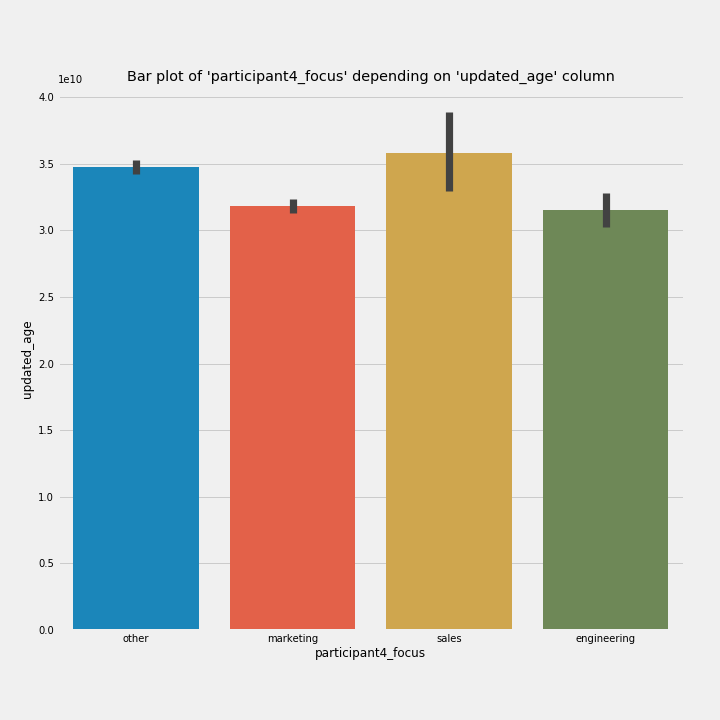 Bar plot of 'participant4_focus' depending on 'updated_age' column
1e10
4.0
3.5
3.0
2.5
2.0
1.5
1.0
0.5
0.0
updated_age
other marketing sales engineering
participant4_focus